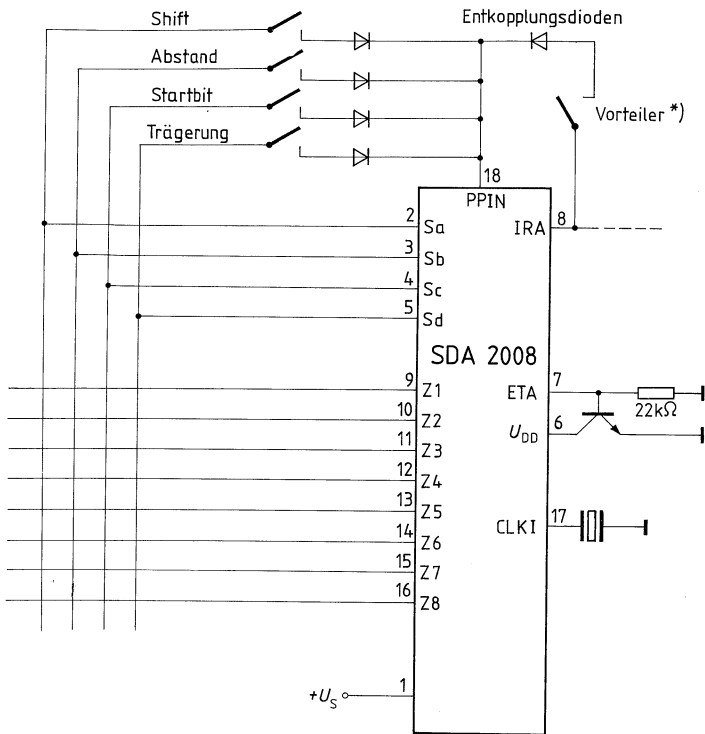 Shift
Entkopplungsdioden
Abstand
Startbit
Vorteiler *)
Trägerung
18
PPIN
2 Sa
IRA 8
3 Sb
4 Sc
5 Sd
SDA 2008
9 Z1
ETA 7
22kΩ
10 Z2
UDD 6
11 Z3
12 Z4
13 Z5
CLKI 17
14 Z6
15 Z7
16 Z8
+US 1